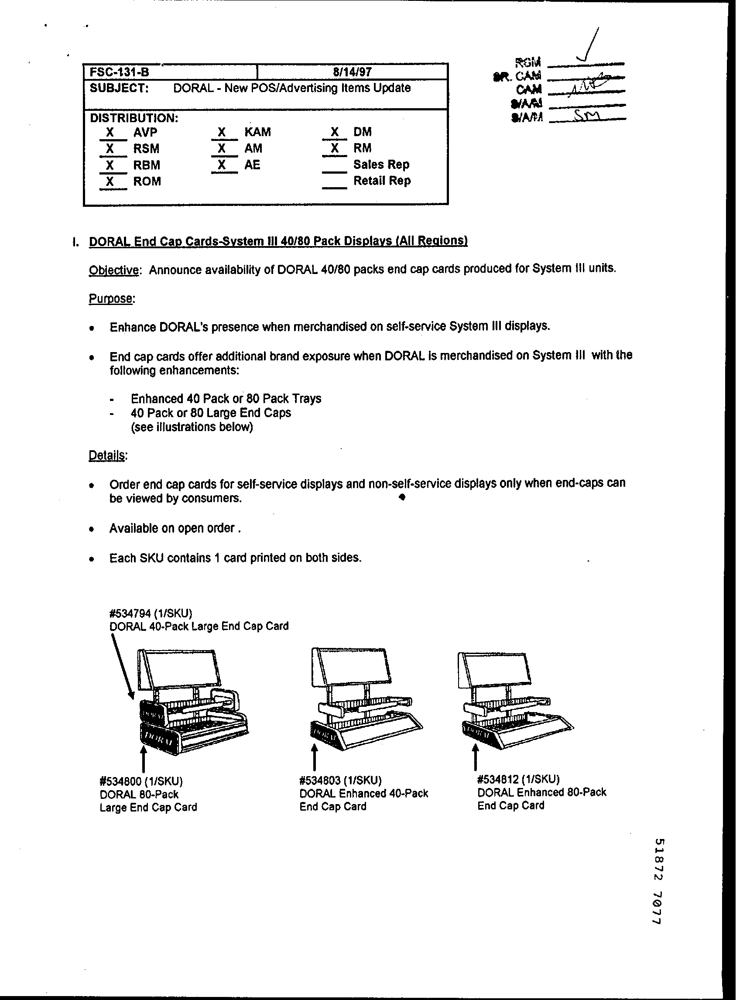 RGM
SR. CAM
CAM
S/A/RJ
S/A/RJ SM
FSC-131-B 8/14/97
SUBJECT: DORAL - New POS/Advertising Items Update
DISTRIBUTION:
X AVP X KAM X DM
X RSM X AM X RM
X RBM X AE Sales Rep
X ROM Retail Rep
I. DORAL End Cap Cards-System III 40/80 Pack Displays (All Regions)
Objective: Announce availability of DORAL 40/80 packs end cap cards produced for System III units.
Purpose:
• Enhance DORAL's presence when merchandised on self-service System III displays.
• End cap cards offer additional brand exposure when DORAL is merchandised on System III with the
following enhancements:
- Enhanced 40 Pack or 80 Pack Trays
- 40 Pack or 80 Large End Caps
(see illustrations below)
Details:
• Order end cap cards for self-service displays and non-self-service displays only when end-caps can
be viewed by consumers.
• Available on open order .
• Each SKU contains 1 card printed on both sides.
#534794 (1/SKU)
DORAL 40-Pack Large End Cap Card
DORAL
DORAL
DORAL
DORAL
#534800 (1/SKU)
DORAL 80-Pack
Large End Cap Card
#534803 (1/SKU)
DORAL Enhanced 40-Pack
End Cap Card
#534812 (1/SKU)
DORAL Enhanced 80-Pack
End Cap Card
51872 7077